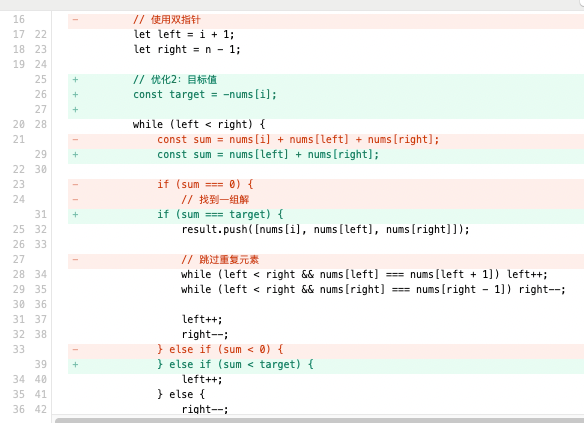 16 - // 使用双指针
17 22 let left = i + 1;
18 23 let right = n - 1;
19 24
25 + // 优化2: 目标值
26 + const target = -nums[i];
27 +
20 28 while (left < right) {
21 - const sum = nums[i] + nums[left] + nums[right];
29 + const sum = nums[left] + nums[right];
22 30
23 - if (sum === 0) {
24 - // 找到一组解
31 + if (sum === target) {
25 32 result.push([nums[i], nums[left], nums[right]]);
26 33
27 - // 跳过重复元素
28 34 while (left < right && nums[left] === nums[left + 1]) left++;
29 35 while (left < right && nums[right] === nums[right - 1]) right--;
30 36
31 37 left++;
32 38 right--;
33 - } else if (sum < 0) {
39 + } else if (sum < target) {
34 40 left++;
35 41 } else {
36 42 right--;